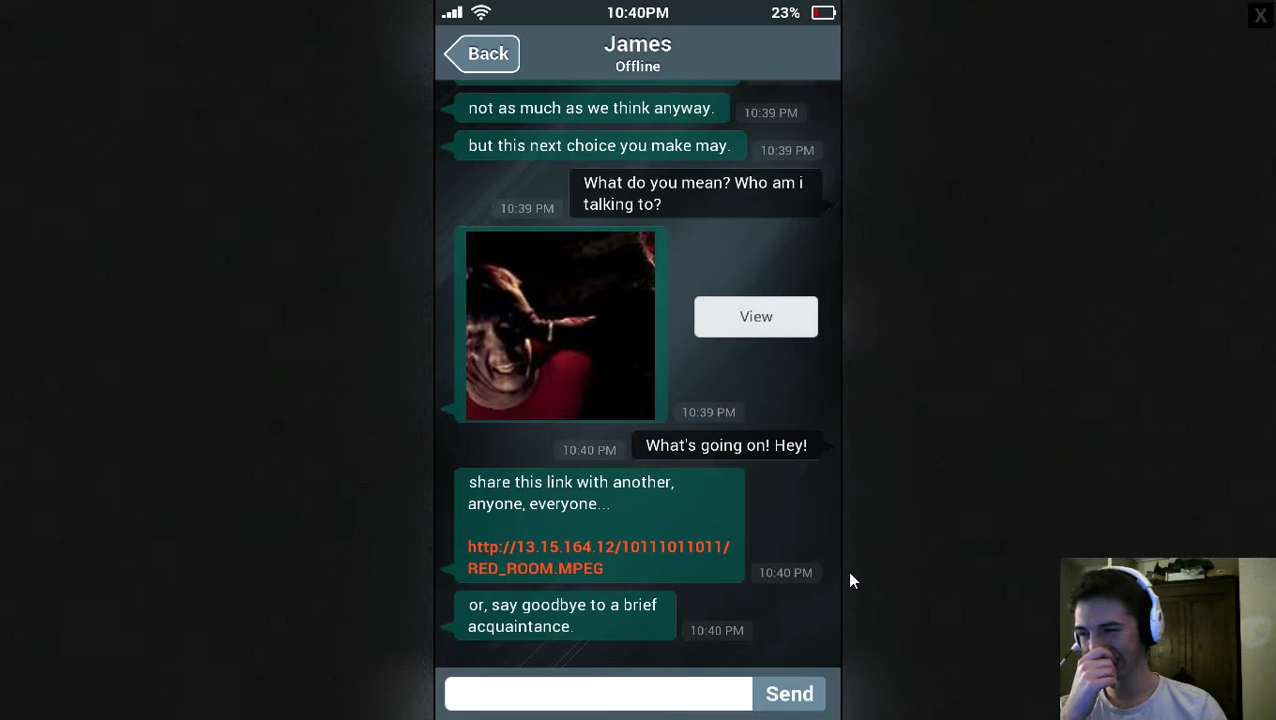 10:40PM
23%
X
Back
James
Offline
not as much as we think anyway.
10:39 PM
but this next choice you make may.
10:39 PM
What do you mean? Who am i
talking to?
10:39 PM
View
10:39 PM
What's going on! Hey!
10:40 PM
share this link with another,
anyone, everyone...
http://13.15.164.12/10111011011/
RED_ROOM.MPEG
10:40 PM
or, say goodbye to a brief
acquaintance.
10:40 PM
Send